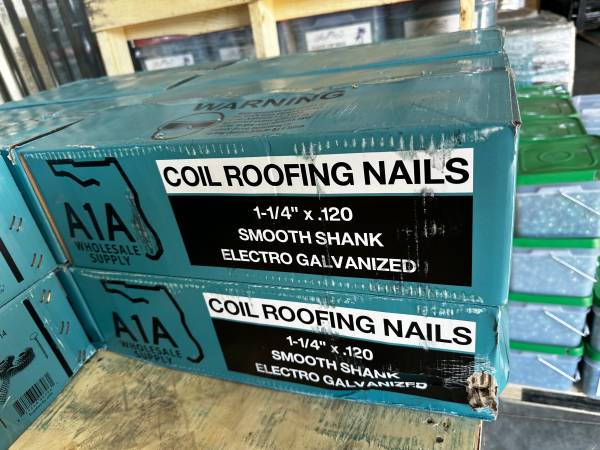 WARNING
COIL ROOFING NAILS
A1A
WHOLESALE
SUPPLY
1-1/4" x .120
SMOOTH SHANK
ELECTRO GALVANIZED
COIL ROOFING NAILS
A1A
WHOLESALE
SUPPLY
1-1/4" x .120
SMOOTH SHANK
ELECTRO GALVANIZED